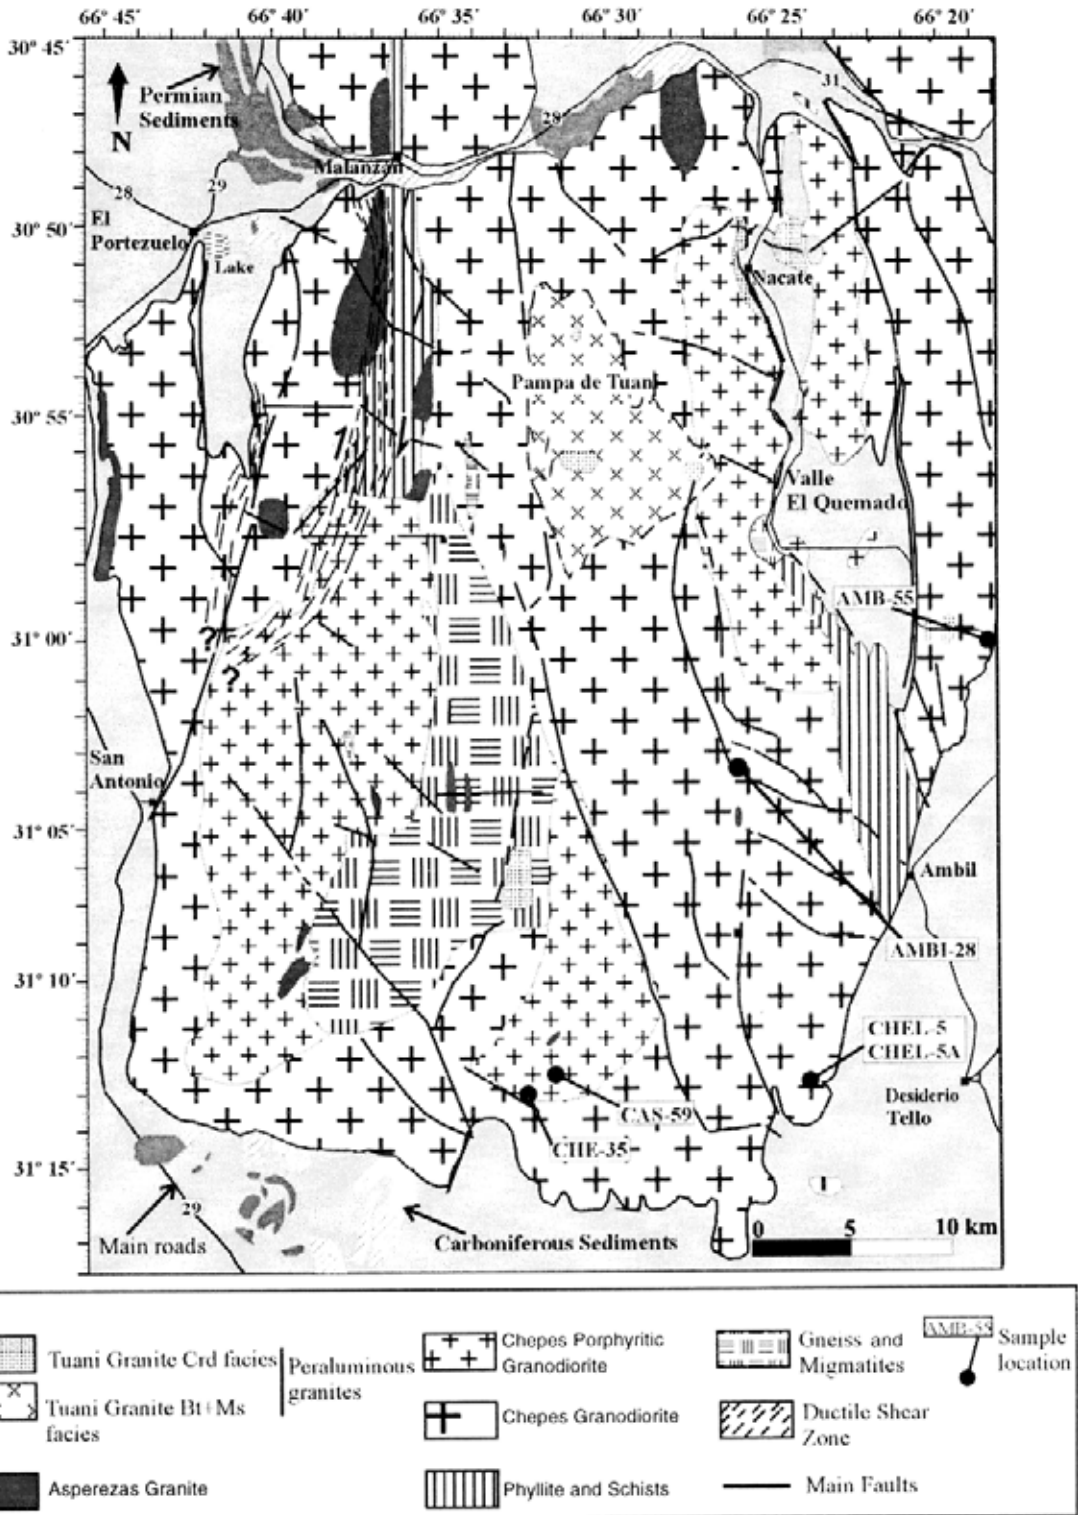 66° 45´ 66° 40´ 66° 35´ 66° 30´ 66° 25´ 66° 20´
30° 45´
Permian
Sediments
N
31
28
Malanzán
28
29
El
Portezuelo
30° 50´
Lake
Nacate
Pampa de Tuani
30° 55´
Valle
El Quemado
AMB-55
31° 00´
?
?
San
Antonio
31° 05´
Ambil
AMBI-28
31° 10´
CHEL-5
CHEL-5A
CAS-59
Desiderio
Tello
CHE-35
31° 15´
29
Main roads
Carboniferous Sediments
0 5 10 km
Tuani Granite Crd facies
Peraluminous
granites
Tuani Granite Bt+Ms
facies
Asperezas Granite
Chepes Porphyritic
Granodiorite
Chepes Granodiorite
Phyllite and Schists
Gneiss and
Migmatites
Ductile Shear
Zone
Main Faults
AMB-55
Sample
location